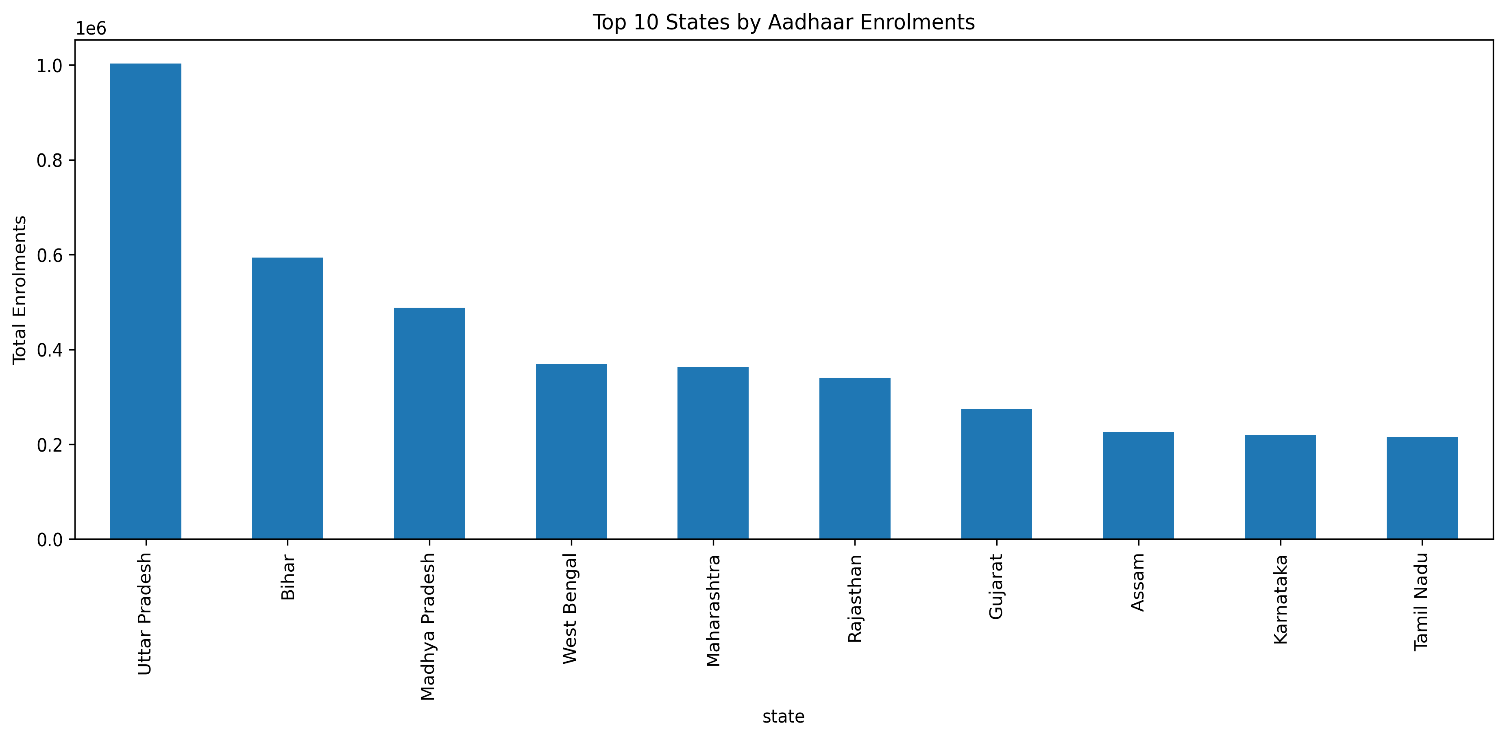 Top 10 States by Aadhaar Enrolments
1e6
1.0
0.8
0.6
0.4
0.2
0.0
Total Enrolments
Uttar Pradesh
Bihar
Madhya Pradesh
West Bengal
Maharashtra
Rajasthan
Gujarat
Assam
Karnataka
Tamil Nadu
state